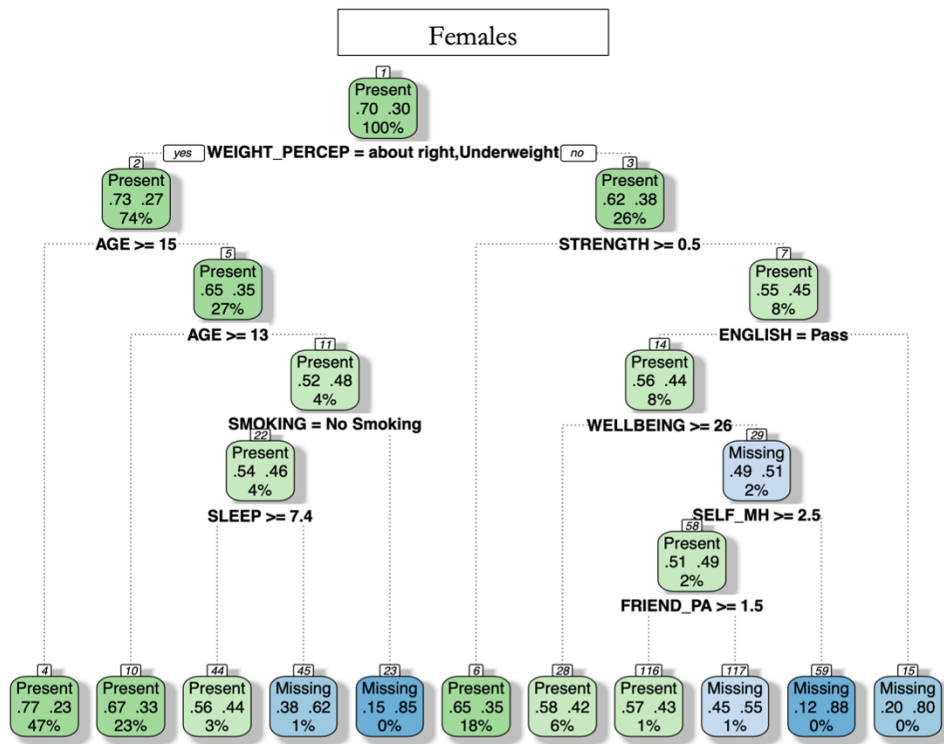 Females
1
Present
.70 .30
100%
yes WEIGHT_PERCEP = about right,Underweight no
2
Present
.73 .27
74%
3
Present
.62 .38
26%
AGE >= 15
STRENGTH >= 0.5
5
Present
.65 .35
27%
7
Present
.55 .45
8%
AGE >= 13
ENGLISH = Pass
11
Present
.52 .48
4%
14
Present
.56 .44
8%
SMOKING = No Smoking
WELLBEING >= 26
22
Present
.54 .46
4%
29
Missing
.49 .51
2%
SLEEP >= 7.4
SELF_MH >= 2.5
58
Present
.51 .49
2%
FRIEND_PA >= 1.5
4
Present
.77 .23
47%
10
Present
.67 .33
23%
44
Present
.56 .44
3%
45
Missing
.38 .62
1%
23
Missing
.15 .85
0%
6
Present
.65 .35
18%
28
Present
.58 .42
6%
116
Present
.57 .43
1%
117
Missing
.45 .55
1%
59
Missing
.12 .88
0%
15
Missing
.20 .80
0%